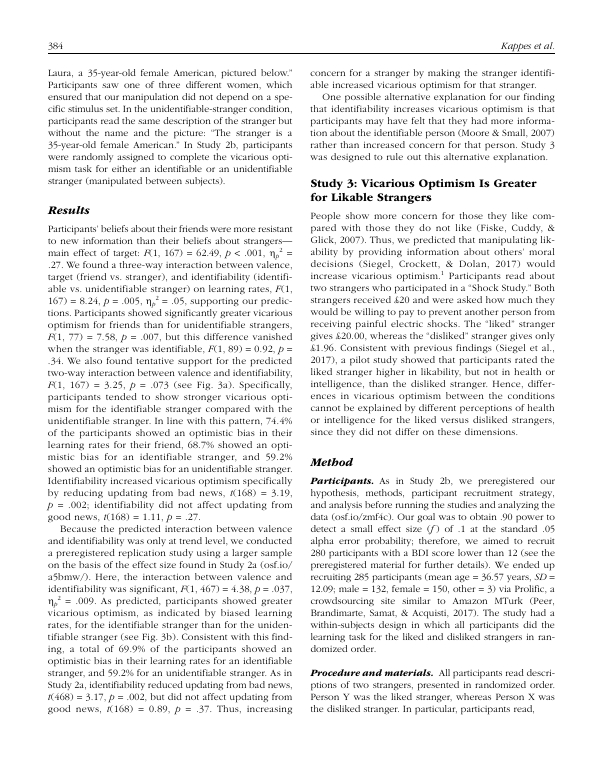 384
Kappes et al.
Laura, a 35-year-old female American, pictured below."
Participants saw one of three different women, which
ensured that our manipulation did not depend on a spe-
cific stimulus set. In the unidentifiable-stranger condition,
participants read the same description of the stranger but
without the name and the picture: "The stranger is a
35-year-old female American." In Study 2b, participants
were randomly assigned to complete the vicarious opti-
mism task for either an identifiable or an unidentifiable
stranger (manipulated between subjects).
Results
Participants' beliefs about their friends were more resistant
to new information than their beliefs about strangers—
main effect of target: F(1, 167) = 62.49, p < .001, ηp² =
.27. We found a three-way interaction between valence,
target (friend vs. stranger), and identifiability (identifi-
able vs. unidentifiable stranger) on learning rates, F(1,
167) = 8.24, p = .005, ηp² = .05, supporting our predic-
tions. Participants showed significantly greater vicarious
optimism for friends than for unidentifiable strangers,
F(1, 77) = 7.58, p = .007, but this difference vanished
when the stranger was identifiable, F(1, 89) = 0.92, p =
.34. We also found tentative support for the predicted
two-way interaction between valence and identifiability,
F(1, 167) = 3.25, p = .073 (see Fig. 3a). Specifically,
participants tended to show stronger vicarious opti-
mism for the identifiable stranger compared with the
unidentifiable stranger. In line with this pattern, 74.4%
of the participants showed an optimistic bias in their
learning rates for their friend, 68.7% showed an opti-
mistic bias for an identifiable stranger, and 59.2%
showed an optimistic bias for an unidentifiable stranger.
Identifiability increased vicarious optimism specifically
by reducing updating from bad news, t(168) = 3.19,
p = .002; identifiability did not affect updating from
good news, t(168) = 1.11, p = .27.
Because the predicted interaction between valence
and identifiability was only at trend level, we conducted
a preregistered replication study using a larger sample
on the basis of the effect size found in Study 2a (osf.io/
a5bmw/). Here, the interaction between valence and
identifiability was significant, F(1, 467) = 4.38, p = .037,
ηp² = .009. As predicted, participants showed greater
vicarious optimism, as indicated by biased learning
rates, for the identifiable stranger than for the uniden-
tifiable stranger (see Fig. 3b). Consistent with this find-
ing, a total of 69.9% of the participants showed an
optimistic bias in their learning rates for an identifiable
stranger, and 59.2% for an unidentifiable stranger. As in
Study 2a, identifiability reduced updating from bad news,
t(468) = 3.17, p = .002, but did not affect updating from
good news, t(168) = 0.89, p = .37. Thus, increasing
concern for a stranger by making the stranger identifi-
able increased vicarious optimism for that stranger.
One possible alternative explanation for our finding
that identifiability increases vicarious optimism is that
participants may have felt that they had more informa-
tion about the identifiable person (Moore & Small, 2007)
rather than increased concern for that person. Study 3
was designed to rule out this alternative explanation.
Study 3: Vicarious Optimism Is Greater
for Likable Strangers
People show more concern for those they like com-
pared with those they do not like (Fiske, Cuddy, &
Glick, 2007). Thus, we predicted that manipulating lik-
ability by providing information about others' moral
decisions (Siegel, Crockett, & Dolan, 2017) would
increase vicarious optimism.¹ Participants read about
two strangers who participated in a "Shock Study." Both
strangers received £20 and were asked how much they
would be willing to pay to prevent another person from
receiving painful electric shocks. The "liked" stranger
gives £20.00, whereas the "disliked" stranger gives only
£1.96. Consistent with previous findings (Siegel et al.,
2017), a pilot study showed that participants rated the
liked stranger higher in likability, but not in health or
intelligence, than the disliked stranger. Hence, differ-
ences in vicarious optimism between the conditions
cannot be explained by different perceptions of health
or intelligence for the liked versus disliked strangers,
since they did not differ on these dimensions.
Method
Participants. As in Study 2b, we preregistered our
hypothesis, methods, participant recruitment strategy,
and analysis before running the studies and analyzing the
data (osf.io/zmf4c). Our goal was to obtain .90 power to
detect a small effect size (f) of .1 at the standard .05
alpha error probability; therefore, we aimed to recruit
280 participants with a BDI score lower than 12 (see the
preregistered material for further details). We ended up
recruiting 285 participants (mean age = 36.57 years, SD =
12.09; male = 132, female = 150, other = 3) via Prolific, a
crowdsourcing site similar to Amazon MTurk (Peer,
Brandimarte, Samat, & Acquisti, 2017). The study had a
within-subjects design in which all participants did the
learning task for the liked and disliked strangers in ran-
domized order.
Procedure and materials. All participants read descri-
ptions of two strangers, presented in randomized order.
Person Y was the liked stranger, whereas Person X was
the disliked stranger. In particular, participants read,